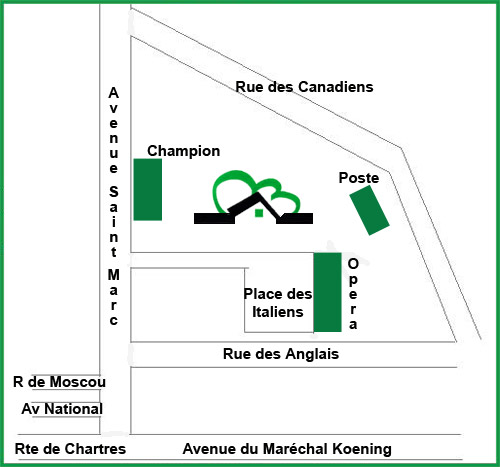 Rue des Canadiens
Avenue Saint Marc
Champion
Poste
Opera
Place des
Italiens
Rue des Anglais
R de Moscou
Av National
Rte de Chartres
Avenue du Maréchal Koening